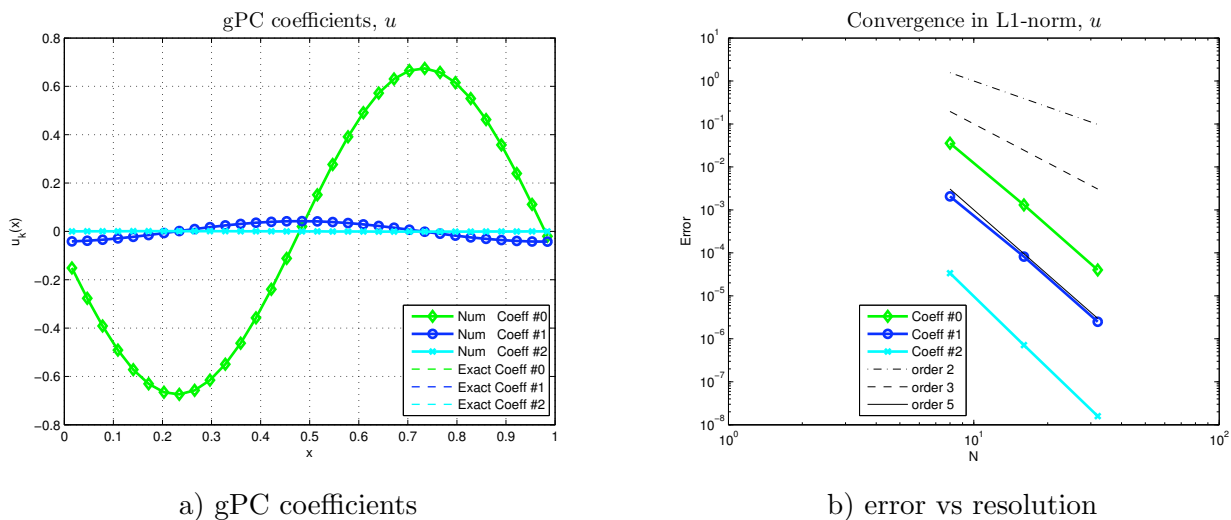 gPC coefficients, u
0.8
0.6
0.4
0.2
0
−0.2
−0.4
−0.6
−0.8
u_k(x)
0 0.1 0.2 0.3 0.4 0.5 0.6 0.7 0.8 0.9 1
x
Num Coeff #0
Num Coeff #1
Num Coeff #2
Exact Coeff #0
Exact Coeff #1
Exact Coeff #2
a) gPC coefficients
Convergence in L1-norm, u
10^1
10^0
10^−1
10^−2
10^−3
10^−4
10^−5
10^−6
10^−7
10^−8
Error
10^0 10^1 10^2
N
Coeff #0
Coeff #1
Coeff #2
order 2
order 3
order 5
b) error vs resolution